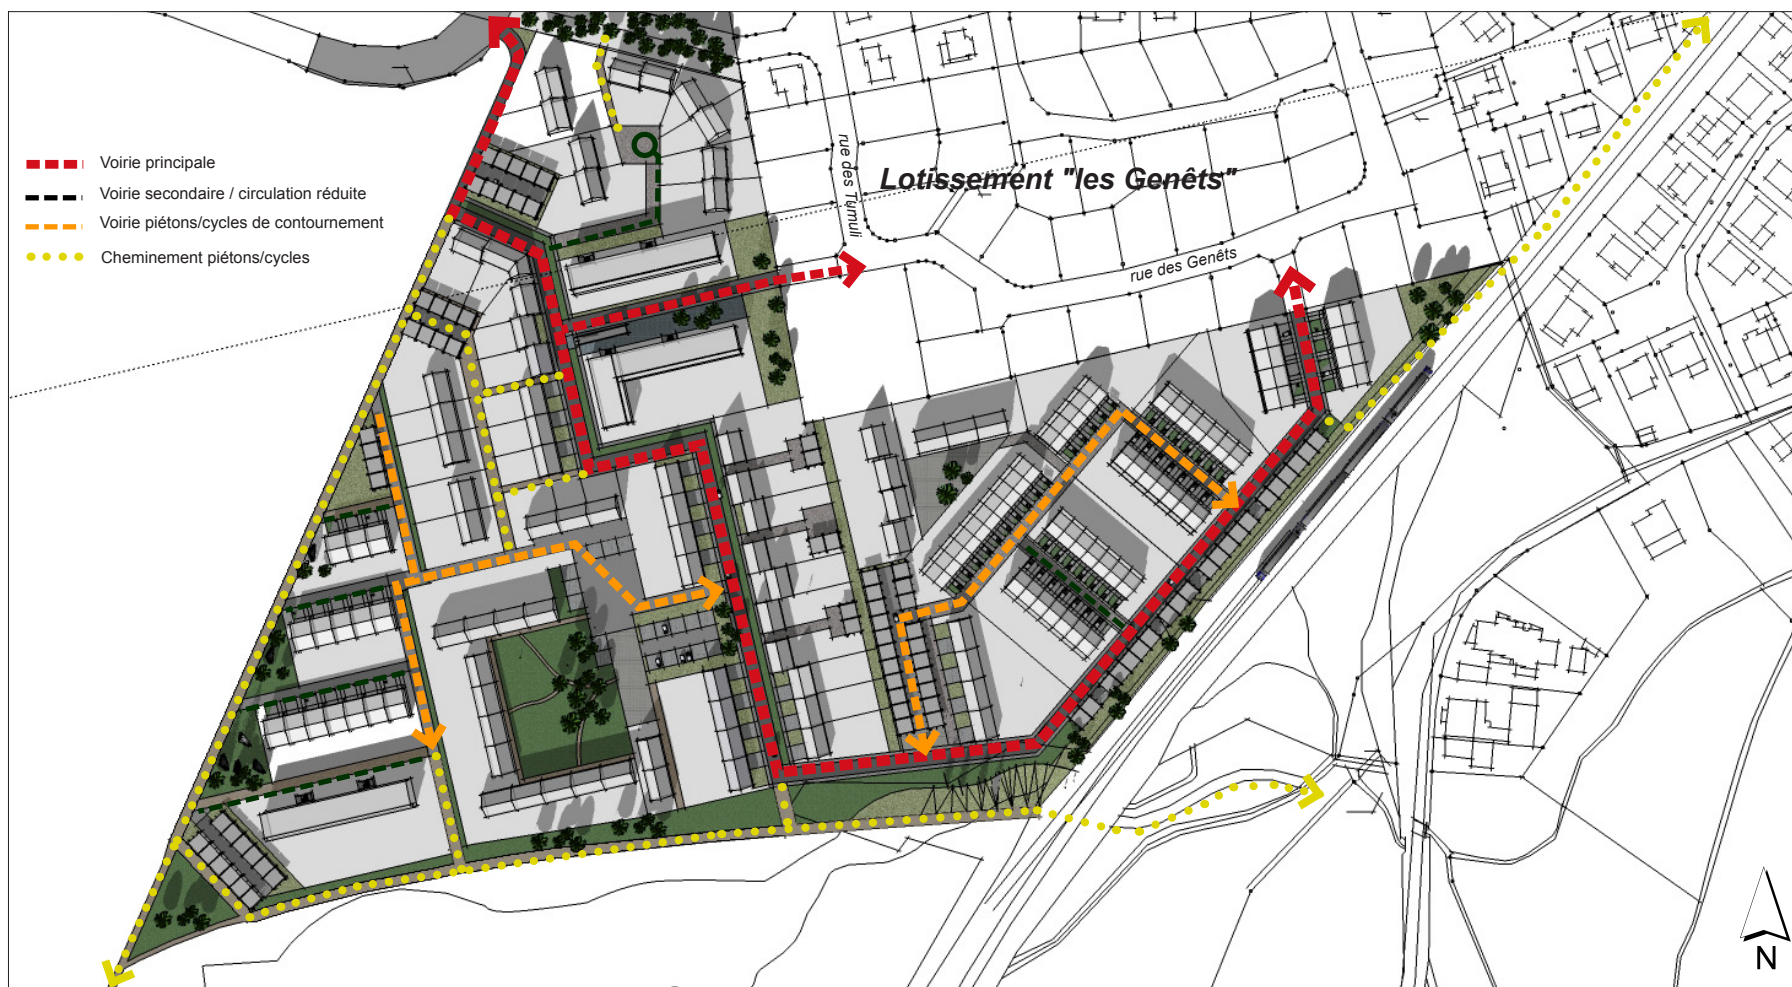 Voirie principale
Voirie secondaire / circulation réduite
Voirie piétons/cycles de contournement
Cheminement piétons/cycles
rue des Tumuli
Lotissement "les Genêts"
rue des Genêts
N